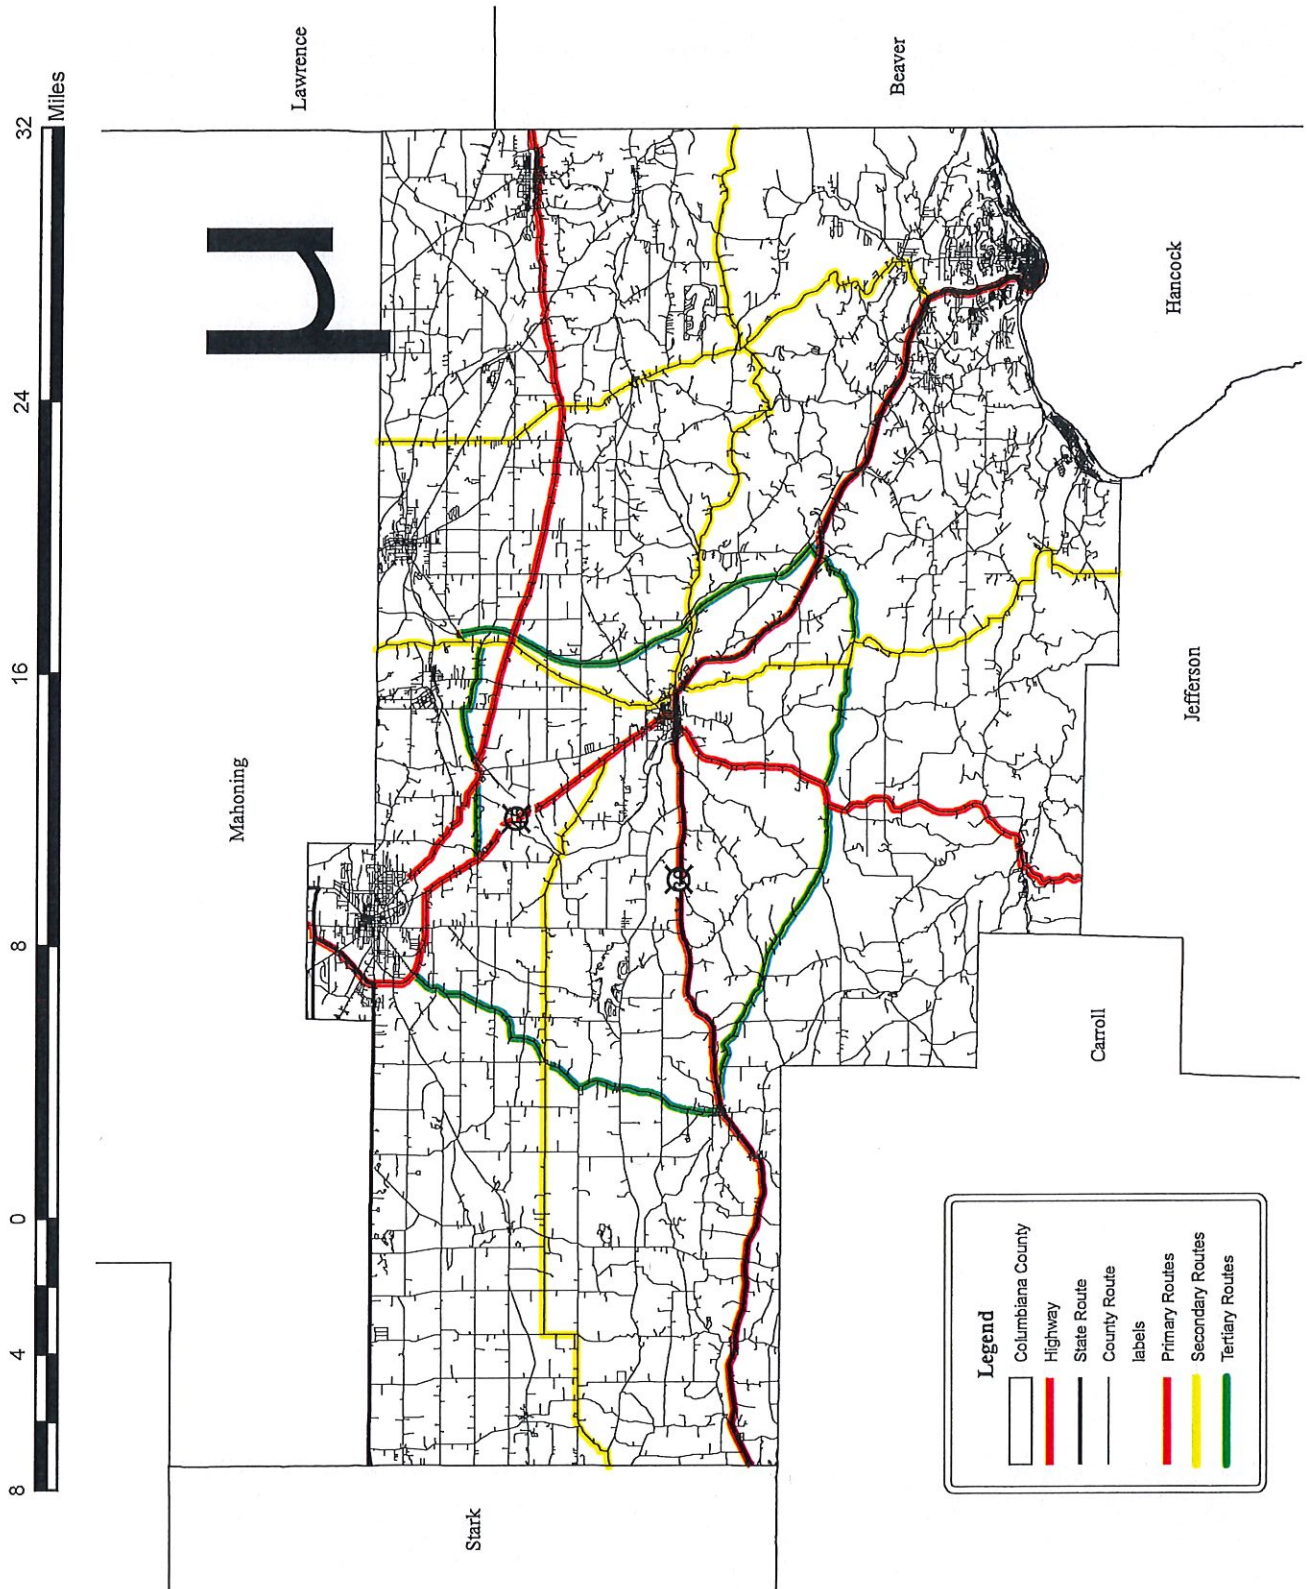 8 4 0 8 16 24 32
Miles
Mahoning
Lawrence
Stark
Beaver
Carroll
Jefferson
Hancock
Legend
Columbiana County
Highway
State Route
County Route
labels
Primary Routes
Secondary Routes
Tertiary Routes